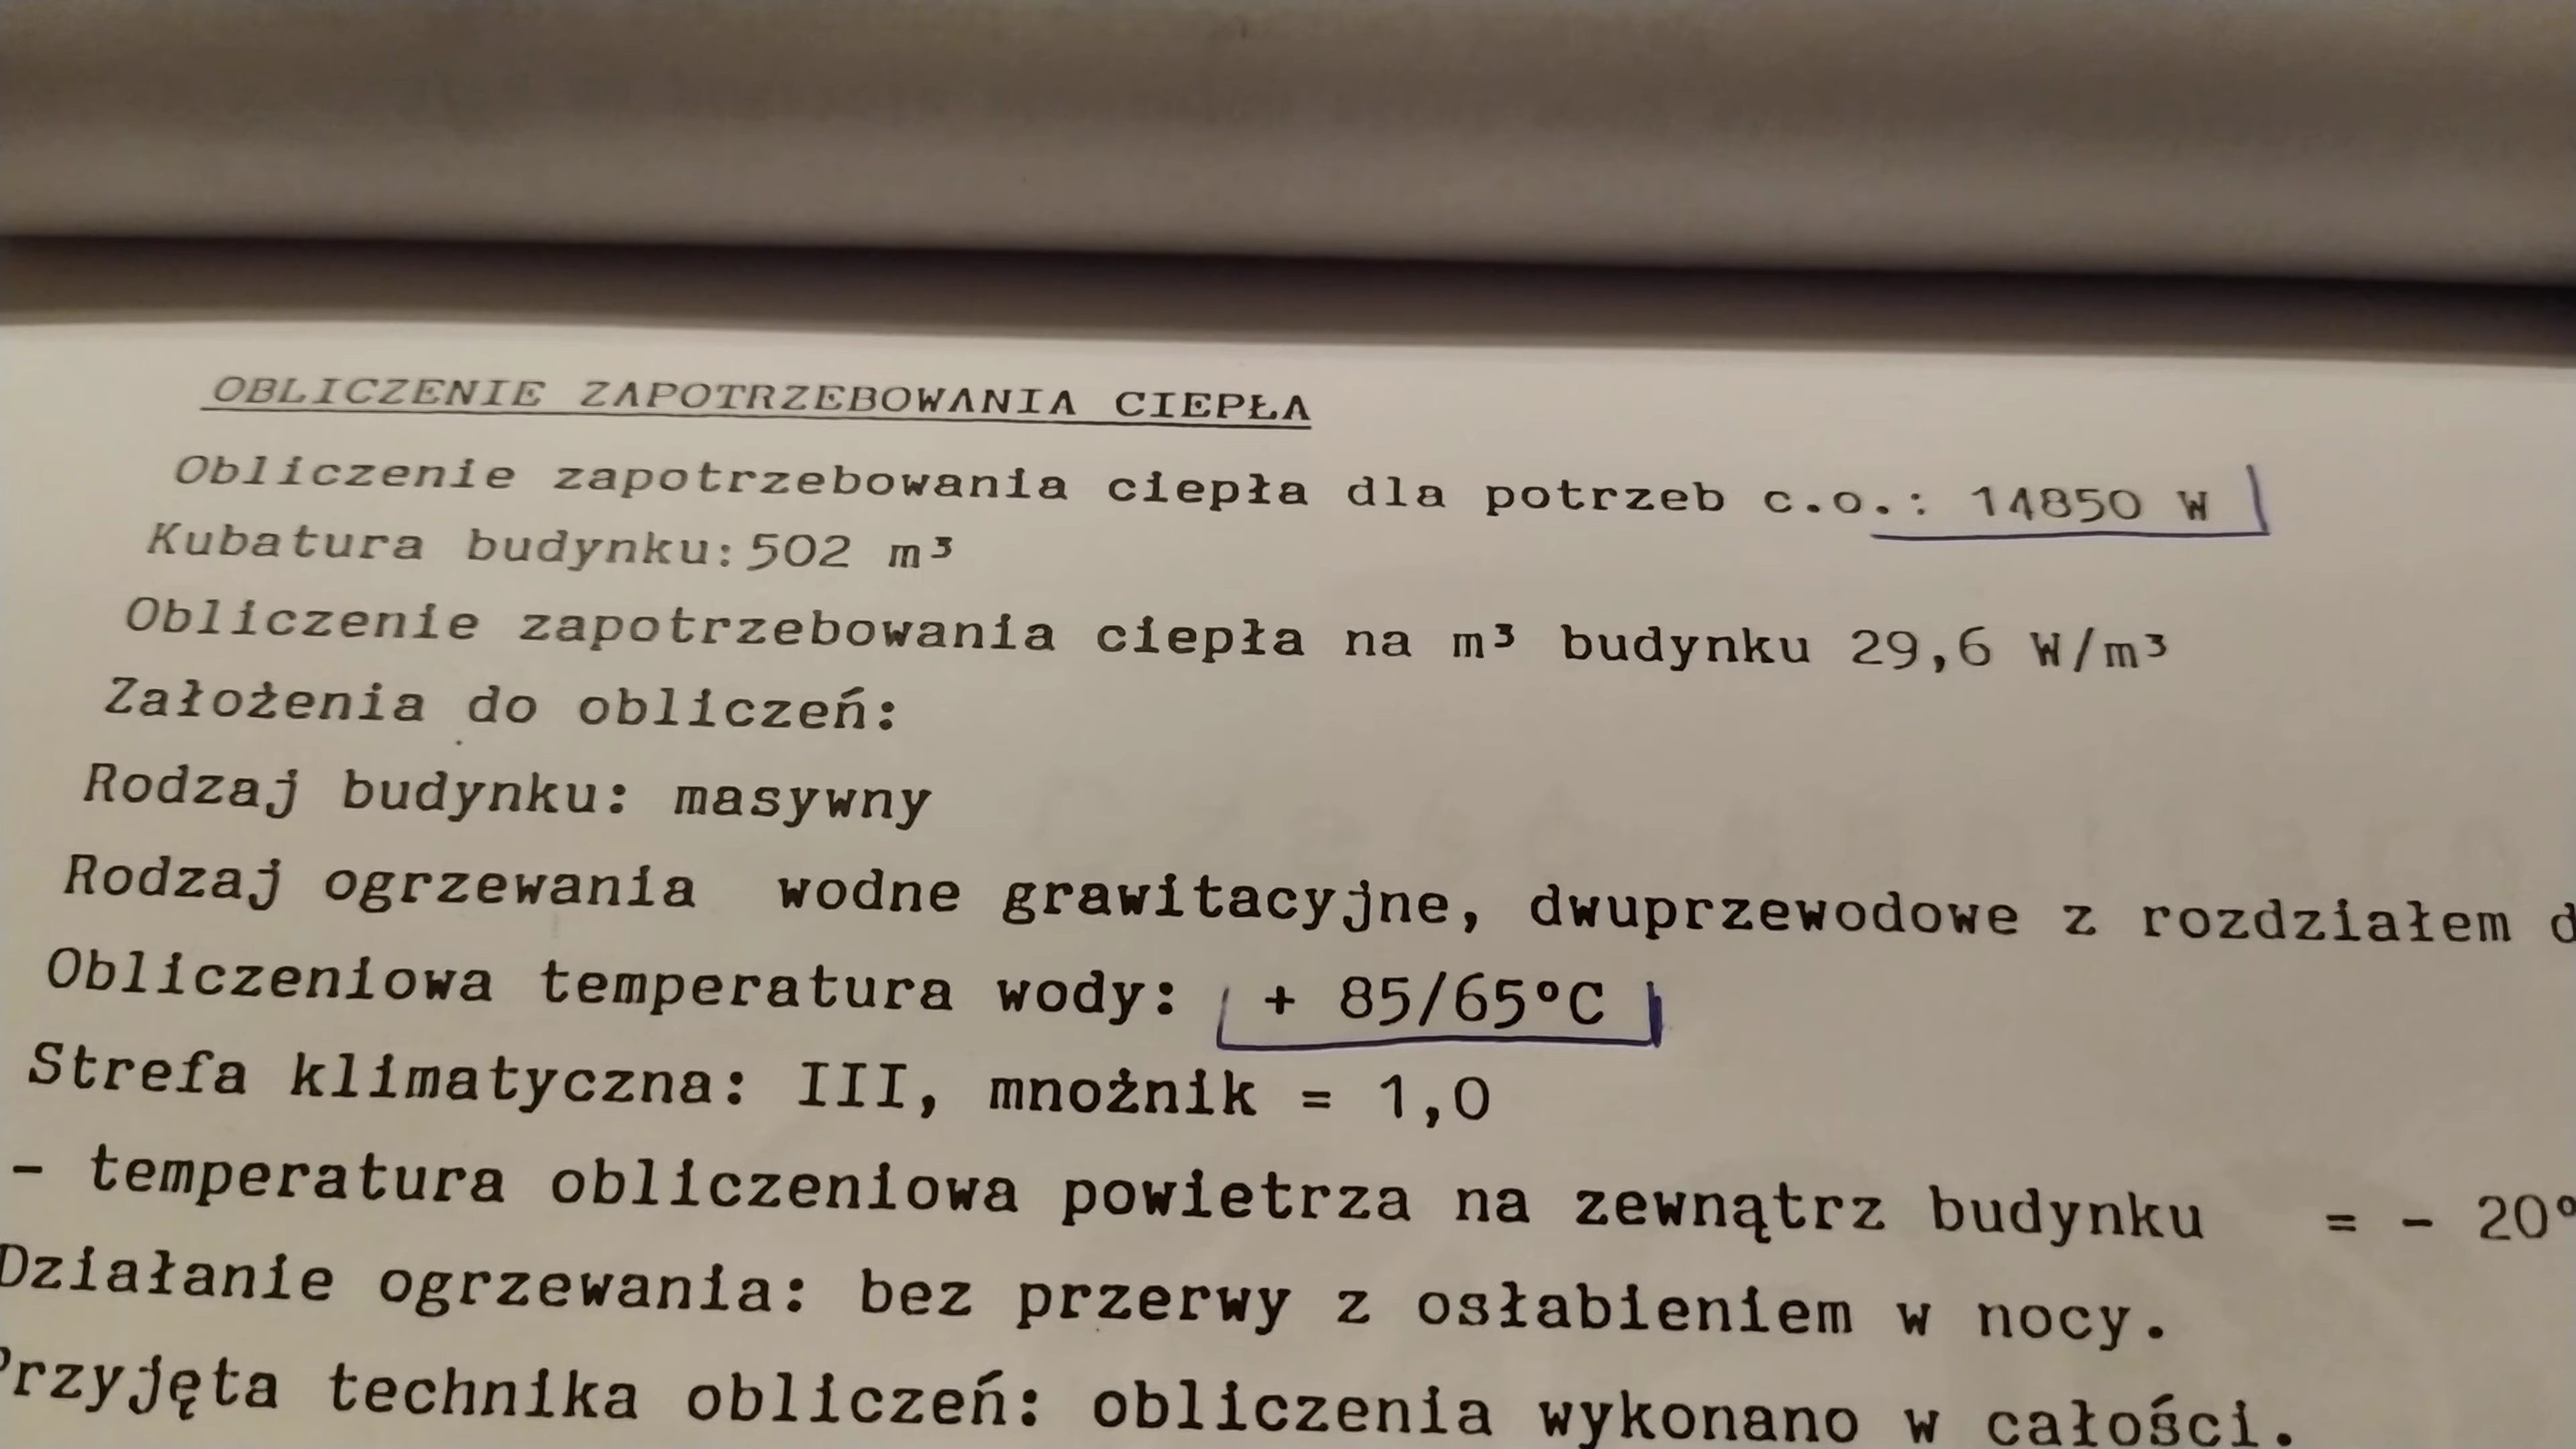 OBLICZENIE ZAPOTRZEBOWANIA CIEPŁA
Obliczenie zapotrzebowania ciepła dla potrzeb c.o.: 14850 W
Kubatura budynku: 502 m³
Obliczenie zapotrzebowania ciepła na m³ budynku 29,6 W/m³
Założenia do obliczeń:
Rodzaj budynku: masywny
Rodzaj ogrzewania wodne grawitacyjne, dwuprzewodowe z rozdziałem
Obliczeniowa temperatura wody: + 85/65°C
Strefa klimatyczna: III, mnożnik = 1,0
- temperatura obliczeniowa powietrza na zewnątrz budynku = - 20°
Działanie ogrzewania: bez przerwy z osłabieniem w nocy.
Przyjęta technika obliczeń: obliczenia wykonano w całości.